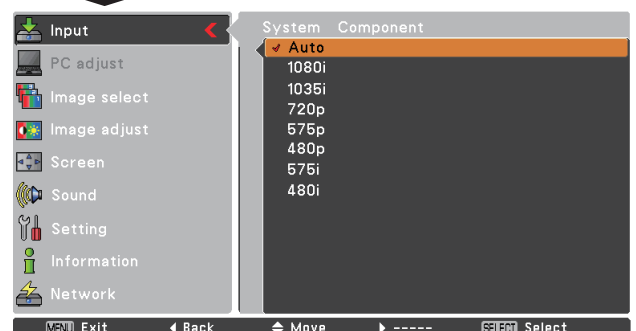 Input
PC adjust
Image select
Image adjust
Screen
Sound
Setting
Information
Network
System Component
Auto
1080i
1035i
720p
575p
480p
575i
480i
MENU Exit Back Move ----- SELECT Select